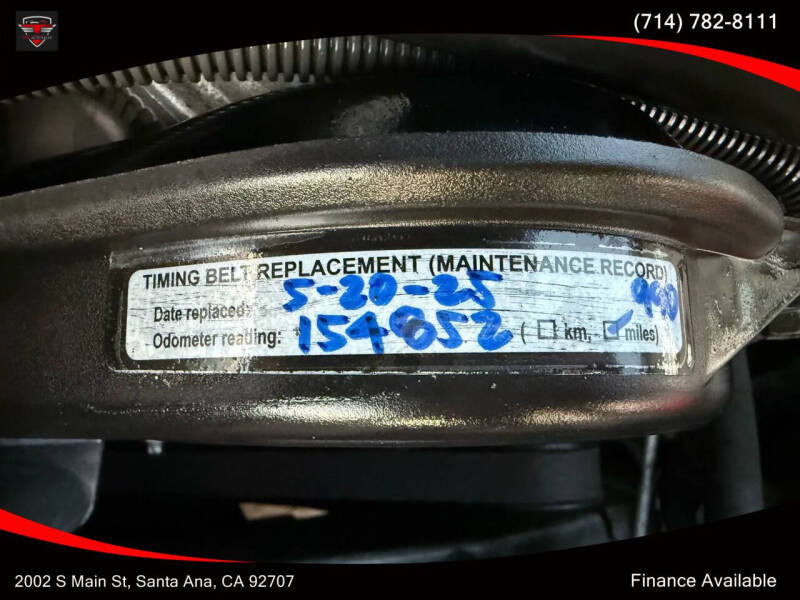 (714) 782-8111
TIMING BELT REPLACEMENT (MAINTENANCE RECORD)
Date replaced: 5-20-25
Odometer reading: 154852 ( km, miles)
2002 S Main St, Santa Ana, CA 92707
Finance Available